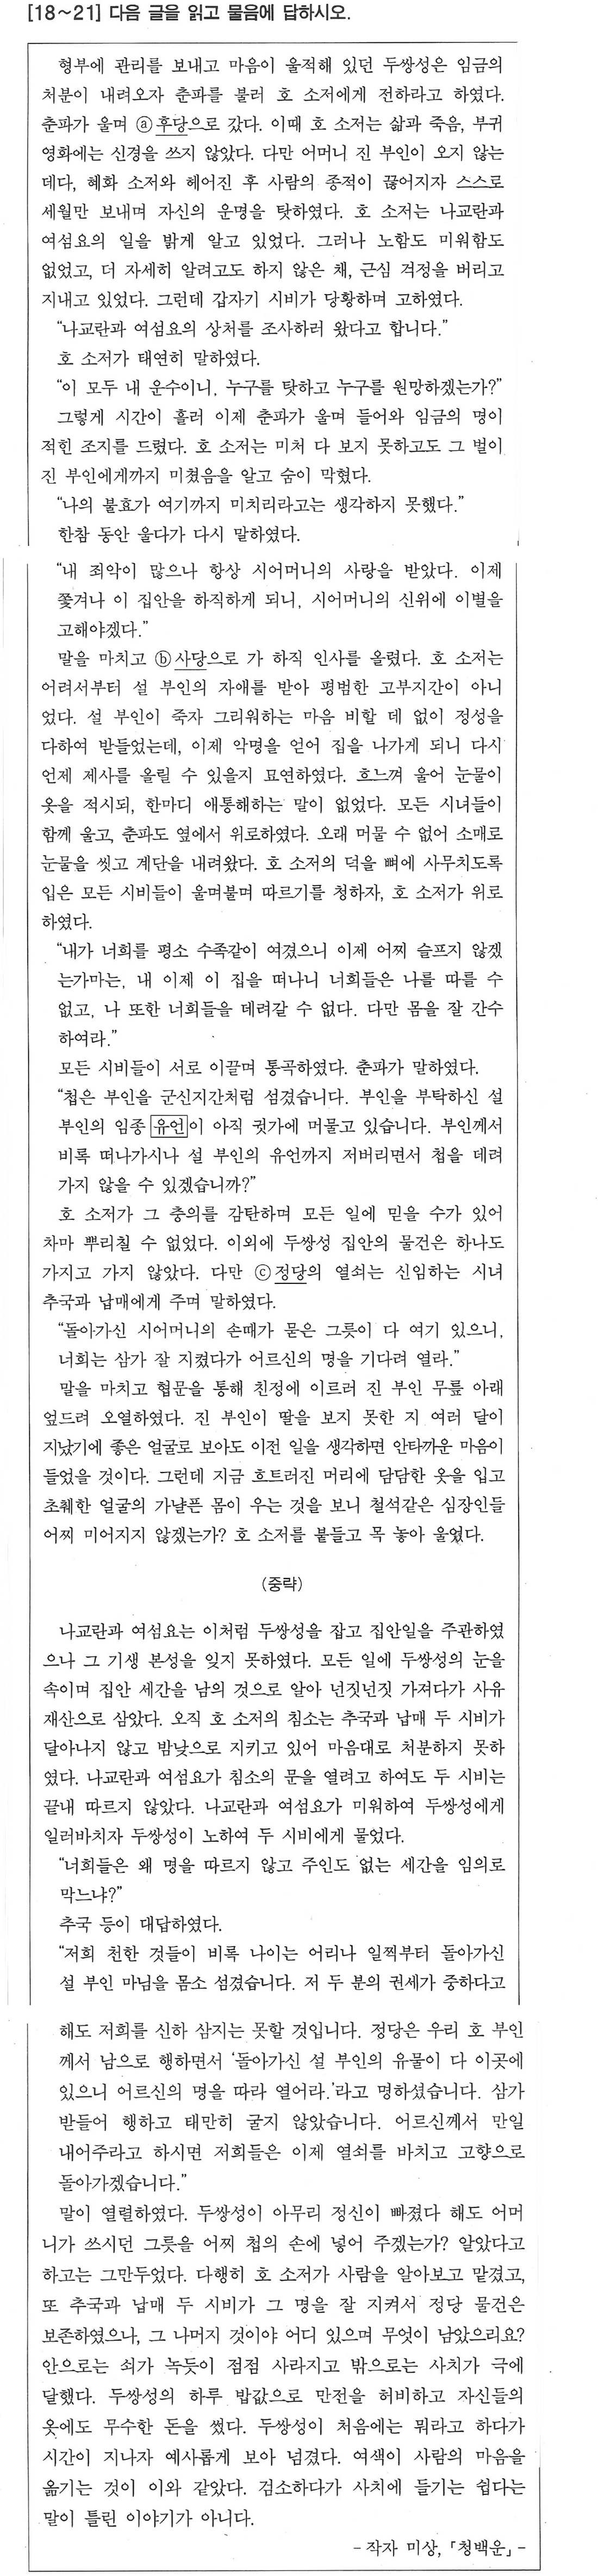 [18～21] 다음 글을 읽고 물음에 답하시오.
형부에 관리를 보내고 마음이 울적해 있던 두쌍성은 임금의
처분이 내려오자 춘파를 불러 호 소저에게 전하라고 하였다.
춘파가 울며 ⓐ후당으로 갔다. 이때 호 소저는 삶과 죽음, 부귀
영화에는 신경을 쓰지 않았다. 다만 어머니 진 부인이 오지 않는
데다, 혜화 소저와 헤어진 후 사람의 종적이 끊어지자 스스로
세월만 보내며 자신의 운명을 탓하였다. 호 소저는 나교란과
여섬요의 일을 밝게 알고 있었다. 그러나 노함도 미워함도
없었고, 더 자세히 알려고도 하지 않은 채, 근심 걱정을 버리고
지내고 있었다. 그런데 갑자기 시비가 당황하며 고하였다.
“나교란과 여섬요의 상처를 조사하러 왔다고 합니다.”
호 소저가 태연히 말하였다.
“이 모두 내 운수이니, 누구를 탓하고 누구를 원망하겠는가?”
그렇게 시간이 흘러 이제 춘파가 울며 들어와 임금의 명이
적힌 조지를 드렸다. 호 소저는 미처 다 보지 못하고도 그 벌이
진 부인에게까지 미쳤음을 알고 숨이 막혔다.
“나의 불효가 여기까지 미치리라고는 생각하지 못했다.”
한참 동안 울다가 다시 말하였다.
“내 죄악이 많으나 항상 시어머니의 사랑을 받았다. 이제
쫓겨나 이 집안을 하직하게 되니, 시어머니의 신위에 이별을
고해야겠다.”
말을 마치고 ⓑ사당으로 가 하직 인사를 올렸다. 호 소저는
어려서부터 설 부인의 자애를 받아 평범한 고부지간이 아니
었다. 설 부인이 죽자 그리워하는 마음 비할 데 없이 정성을
다하여 받들었는데, 이제 악명을 얻어 집을 나가게 되니 다시
언제 제사를 올릴 수 있을지 묘연하였다. 흐느껴 울어 눈물이
옷을 적시되, 한마디 애통해하는 말이 없었다. 모든 시녀들이
함께 울고, 춘파도 옆에서 위로하였다. 오래 머물 수 없어 소매로
눈물을 씻고 계단을 내려왔다. 호 소저의 덕을 뼈에 사무치도록
입은 모든 시비들이 울며불며 따르기를 청하자, 호 소저가 위로
하였다.
“내가 너희를 평소 수족같이 여겼으니 이제 어찌 슬프지 않겠
는가마는, 내 이제 이 집을 떠나니 너희들은 나를 따를 수
없고, 나 또한 너희들을 데려갈 수 없다. 다만 몸을 잘 간수
하여라.”
모든 시비들이 서로 이끌며 통곡하였다. 춘파가 말하였다.
“첩은 부인을 군신지간처럼 섬겼습니다. 부인을 부탁하신 설
부인의 임종 유언이 아직 귓가에 머물고 있습니다. 부인께서
비록 떠나가시나 설 부인의 유언까지 저버리면서 첩을 데려
가지 않을 수 있겠습니까?”
호 소저가 그 충의를 감탄하며 모든 일에 믿을 수가 있어
차마 뿌리칠 수 없었다. 이외에 두쌍성 집안의 물건은 하나도
가지고 가지 않았다. 다만 ⓒ정당의 열쇠는 신임하는 시녀
추국과 납매에게 주며 말하였다.
“돌아가신 시어머니의 손때가 묻은 그릇이 다 여기 있으니,
너희는 삼가 잘 지켰다가 어르신의 명을 기다려 열라.”
말을 마치고 협문을 통해 친정에 이르러 진 부인 무릎 아래
엎드려 오열하였다. 진 부인이 딸을 보지 못한 지 여러 달이
지났기에 좋은 얼굴로 보아도 이전 일을 생각하면 안타까운 마음이
들었을 것이다. 그런데 지금 흐트러진 머리에 담담한 옷을 입고
초췌한 얼굴의 가냘픈 몸이 우는 것을 보니 철석같은 심장인들
어찌 미어지지 않겠는가? 호 소저를 붙들고 목 놓아 울었다.
(중략)
나교란과 여섬요는 이처럼 두쌍성을 잡고 집안일을 주관하였
으나 그 기생 본성을 잊지 못하였다. 모든 일에 두쌍성의 눈을
속이며 집안 세간을 남의 것으로 알아 넌짓넌짓 가져다가 사유
재산으로 삼았다. 오직 호 소저의 침소는 추국과 납매 두 시비가
달아나지 않고 밤낮으로 지키고 있어 마음대로 처분하지 못하
였다. 나교란과 여섬요가 침소의 문을 열려고 하여도 두 시비는
끝내 따르지 않았다. 나교란과 여섬요가 미워하여 두쌍성에게
일러바치자 두쌍성이 노하여 두 시비에게 물었다.
“너희들은 왜 명을 따르지 않고 주인도 없는 세간을 임의로
막느냐?”
추국 등이 대답하였다.
“저희 천한 것들이 비록 나이는 어리나 일찍부터 돌아가신
설 부인 마님을 몸소 섬겼습니다. 저 두 분의 권세가 중하다고
해도 저희를 신하 삼지는 못할 것입니다. 정당은 우리 호 부인
께서 남으로 행하면서 ‘돌아가신 설 부인의 유물이 다 이곳에
있으니 어르신의 명을 따라 열어라.’라고 명하셨습니다. 삼가
받들어 행하고 태만히 굴지 않았습니다. 어르신께서 만일
내어주라고 하시면 저희들은 이제 열쇠를 바치고 고향으로
돌아가겠습니다.”
말이 열렬하였다. 두쌍성이 아무리 정신이 빠졌다 해도 어머
니가 쓰시던 그릇을 어찌 첩의 손에 넣어 주겠는가? 알았다고
하고는 그만두었다. 다행히 호 소저가 사람을 알아보고 맡겼고,
또 추국과 납매 두 시비가 그 명을 잘 지켜서 정당 물건은
보존하였으나, 그 나머지 것이야 어디 있으며 무엇이 남았으리요?
안으로는 쇠가 녹듯이 점점 사라지고 밖으로는 사치가 극에
달했다. 두쌍성의 하루 밥값으로 만전을 허비하고 자신들의
옷에도 무수한 돈을 썼다. 두쌍성이 처음에는 뭐라고 하다가
시간이 지나자 예사롭게 보아 넘겼다. 여색이 사람의 마음을
옮기는 것이 이와 같았다. 검소하다가 사치에 들기는 쉽다는
말이 틀린 이야기가 아니다.
- 작자 미상, 「청백운」-